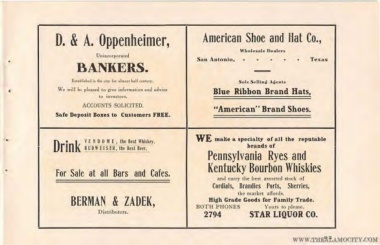 D. & A. Oppenheimer,
Unincorporated
BANKERS.
Established in this city for almost half century.
We will be pleased to give information and advice
to investors.
ACCOUNTS SOLICITED.
Safe Deposit Boxes to Customers FREE.
American Shoe and Hat Co.,
Wholesale Dealers
San Antonio, - - - - - Texas
Sole Selling Agents
Blue Ribbon Brand Hats,
"American" Brand Shoes.
Drink
VENDOME, the Best Whiskey.
BUDWEISER, the Best Beer.
For Sale at all Bars and Cafes.
BERMAN & ZADEK,
Distributors.
WE make a specialty of all the reputable
brands of
Pennsylvania Ryes and
Kentucky Bourbon Whiskies
and carry the best assorted stock of
Cordials, Brandies Ports, Sherries,
the market affords.
High Grade Goods for Family Trade.
BOTH PHONES Yours to please.
2794 STAR LIQUOR CO.
WWW.THEALAMOCITY.COM